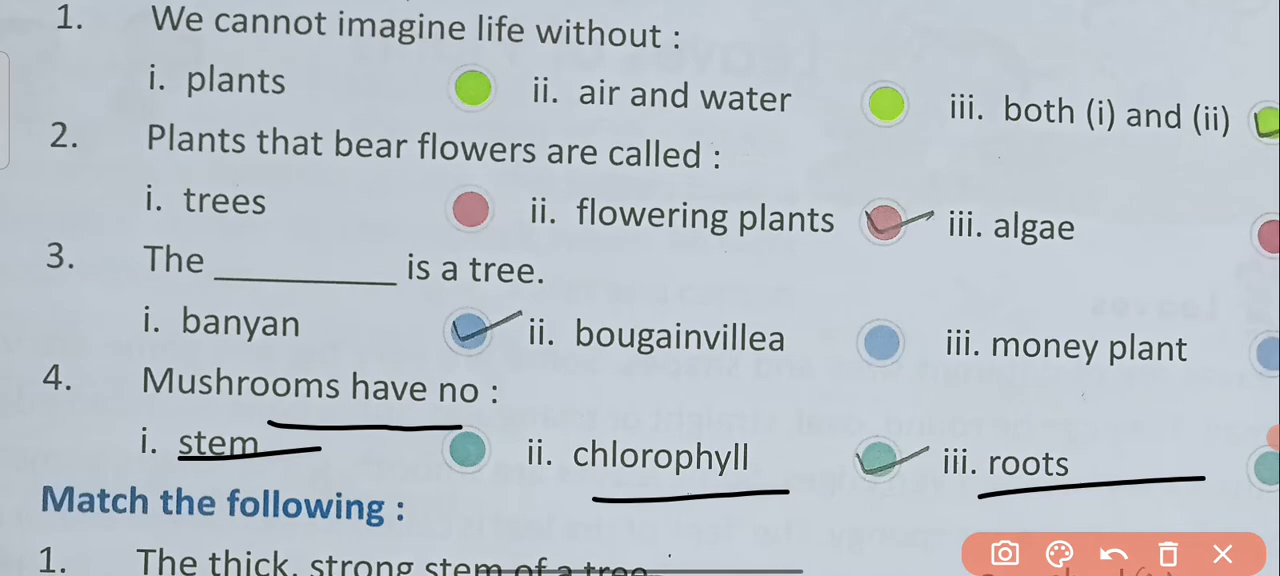 1. We cannot imagine life without :
i. plants ii. air and water iii. both (i) and (ii)
2. Plants that bear flowers are called :
i. trees ii. flowering plants iii. algae
3. The __________ is a tree.
i. banyan ii. bougainvillea iii. money plant
4. Mushrooms have no :
i. stem ii. chlorophyll iii. roots
Match the following :
1. The thick, strong stem of a tree